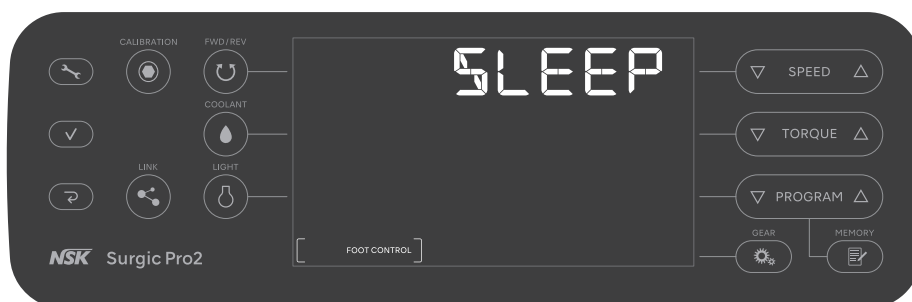 CALIBRATION
FWD/REV
SLEEP
SPEED
COOLANT
TORQUE
LINK
LIGHT
PROGRAM
GEAR
MEMORY
NSK Surgic Pro2
FOOT CONTROL